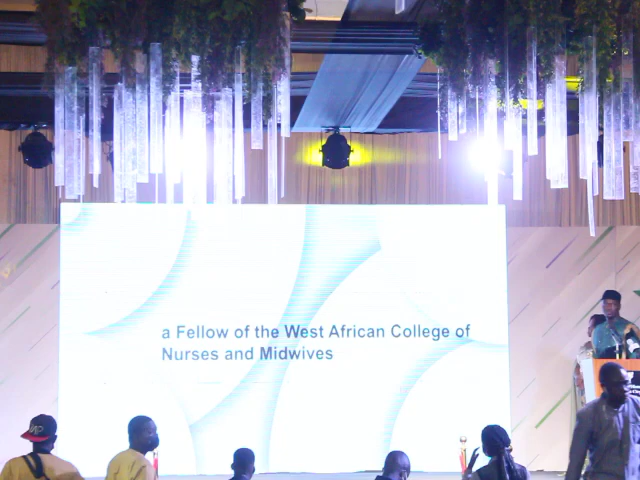 a Fellow of the West African College of
Nurses and Midwives